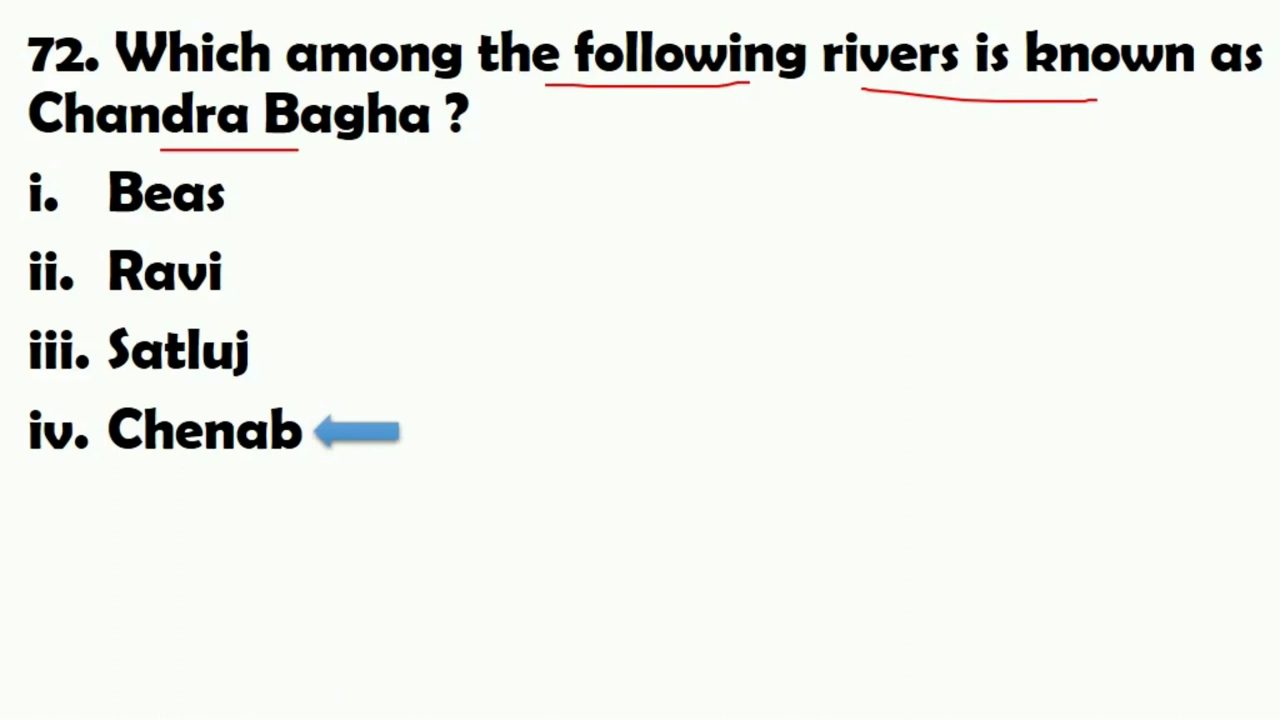 72. Which among the following rivers is known as
Chandra Bagha ?
i. Beas
ii. Ravi
iii. Satluj
iv. Chenab